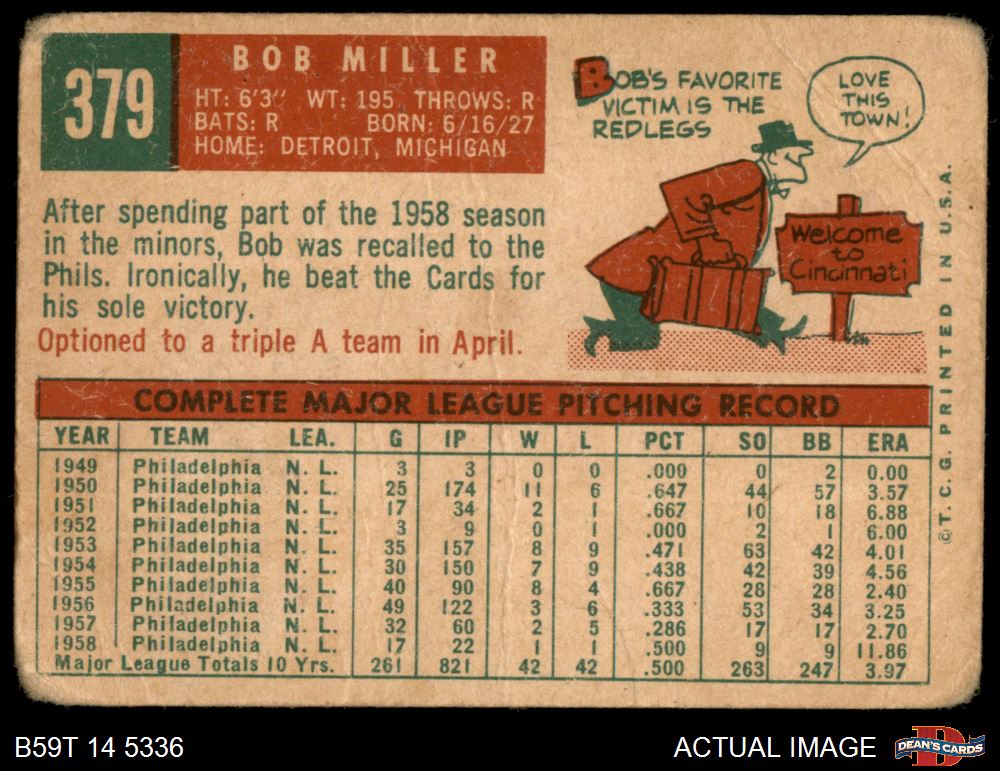 379
BOB MILLER
HT: 6'3" WT: 195 THROWS: R
BATS: R BORN: 6/16/27
HOME: DETROIT, MICHIGAN
BOB'S FAVORITE
VICTIM IS THE
REDLEGS
LOVE
THIS
TOWN!
Welcome
to
Cincinnati
After spending part of the 1958 season
in the minors, Bob was recalled to the
Phils. Ironically, he beat the Cards for
his sole victory.
Optioned to a triple A team in April.
COMPLETE MAJOR LEAGUE PITCHING RECORD
YEAR TEAM LEA. G IP W L PCT SO BB ERA
1949 Philadelphia N. L. 3 3 0 0 .000 0 2 0.00
1950 Philadelphia N. L. 25 174 11 6 .647 44 57 3.57
1951 Philadelphia N. L. 17 34 2 1 .667 10 18 6.88
1952 Philadelphia N. L. 3 9 0 1 .000 2 1 6.00
1953 Philadelphia N. L. 35 157 8 9 .471 63 42 4.01
1954 Philadelphia N. L. 30 150 7 9 .438 42 39 4.56
1955 Philadelphia N. L. 40 90 8 4 .667 28 28 2.40
1956 Philadelphia N. L. 49 122 3 6 .333 53 34 3.25
1957 Philadelphia N. L. 32 60 2 5 .286 17 17 2.70
1958 Philadelphia N. L. 17 22 1 1 .500 9 9 11.86
Major League Totals 10 Yrs. 261 821 42 42 .500 263 247 3.97
©T.C.G. PRINTED IN U.S.A.
B59T 14 5336
ACTUAL IMAGE
D
DEAN'S CARDS